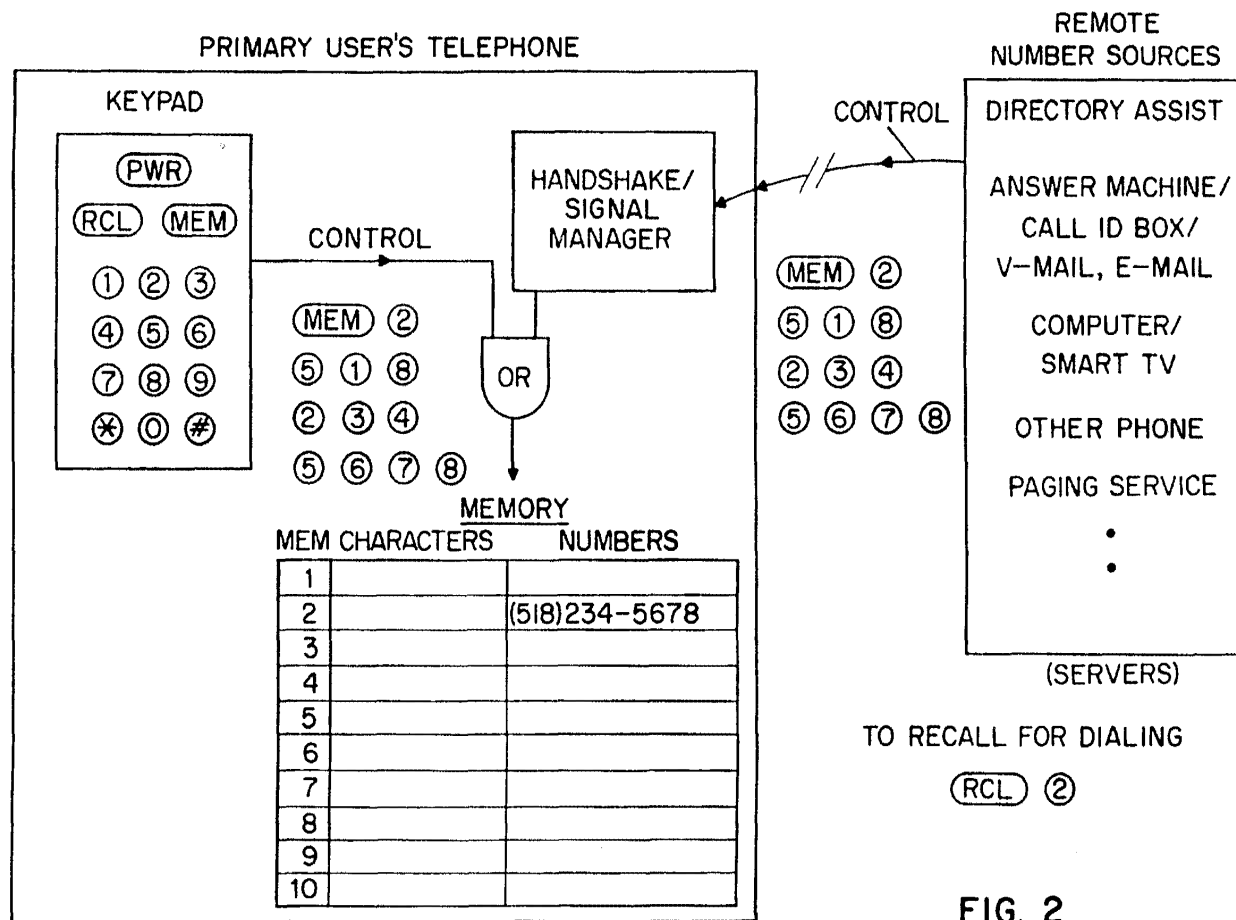 PRIMARY USER'S TELEPHONE
KEYPAD
PWR
RCL MEM
1 2 3
4 5 6
7 8 9
* 0 #
CONTROL
MEM 2
5 1 8
2 3 4
5 6 7 8
HANDSHAKE/
SIGNAL
MANAGER
OR
MEMORY
MEM CHARACTERS NUMBERS
1
2 (518)234-5678
3
4
5
6
7
8
9
10
CONTROL
MEM 2
5 1 8
2 3 4
5 6 7 8
REMOTE
NUMBER SOURCES
DIRECTORY ASSIST
ANSWER MACHINE/
CALL ID BOX/
V-MAIL, E-MAIL
COMPUTER/
SMART TV
OTHER PHONE
PAGING SERVICE
(SERVERS)
TO RECALL FOR DIALING
RCL 2
FIG. 2